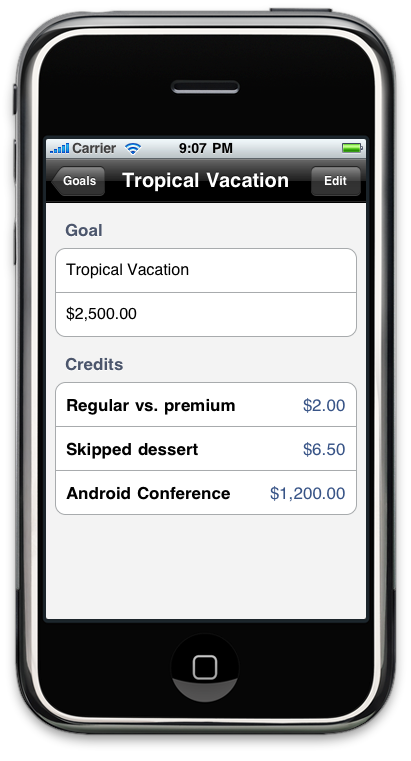 Carrier 9:07 PM
Goals Tropical Vacation Edit
Goal
Tropical Vacation
$2,500.00
Credits
Regular vs. premium $2.00
Skipped dessert $6.50
Android Conference $1,200.00